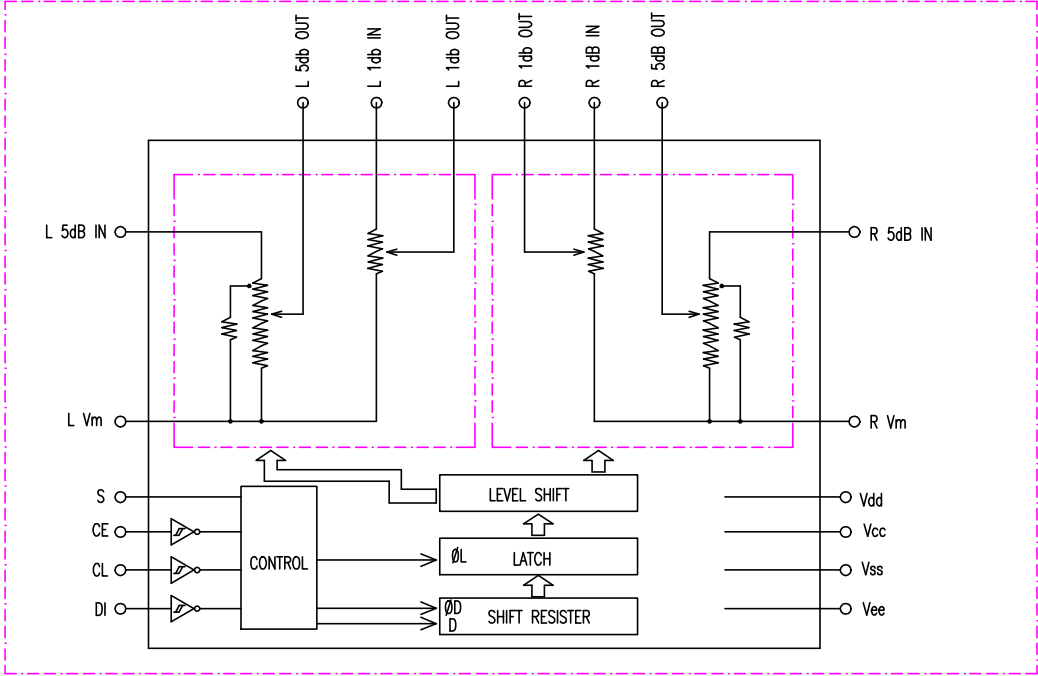 L 5db OUT
L 1db IN
L 1db OUT
R 1db OUT
R 1dB IN
R 5dB OUT
L 5dB IN
R 5dB IN
L Vm
R Vm
S
CE
CL
DI
CONTROL
LEVEL SHIFT
ØL LATCH
ØD
D
SHIFT RESISTER
Vdd
Vcc
Vss
Vee